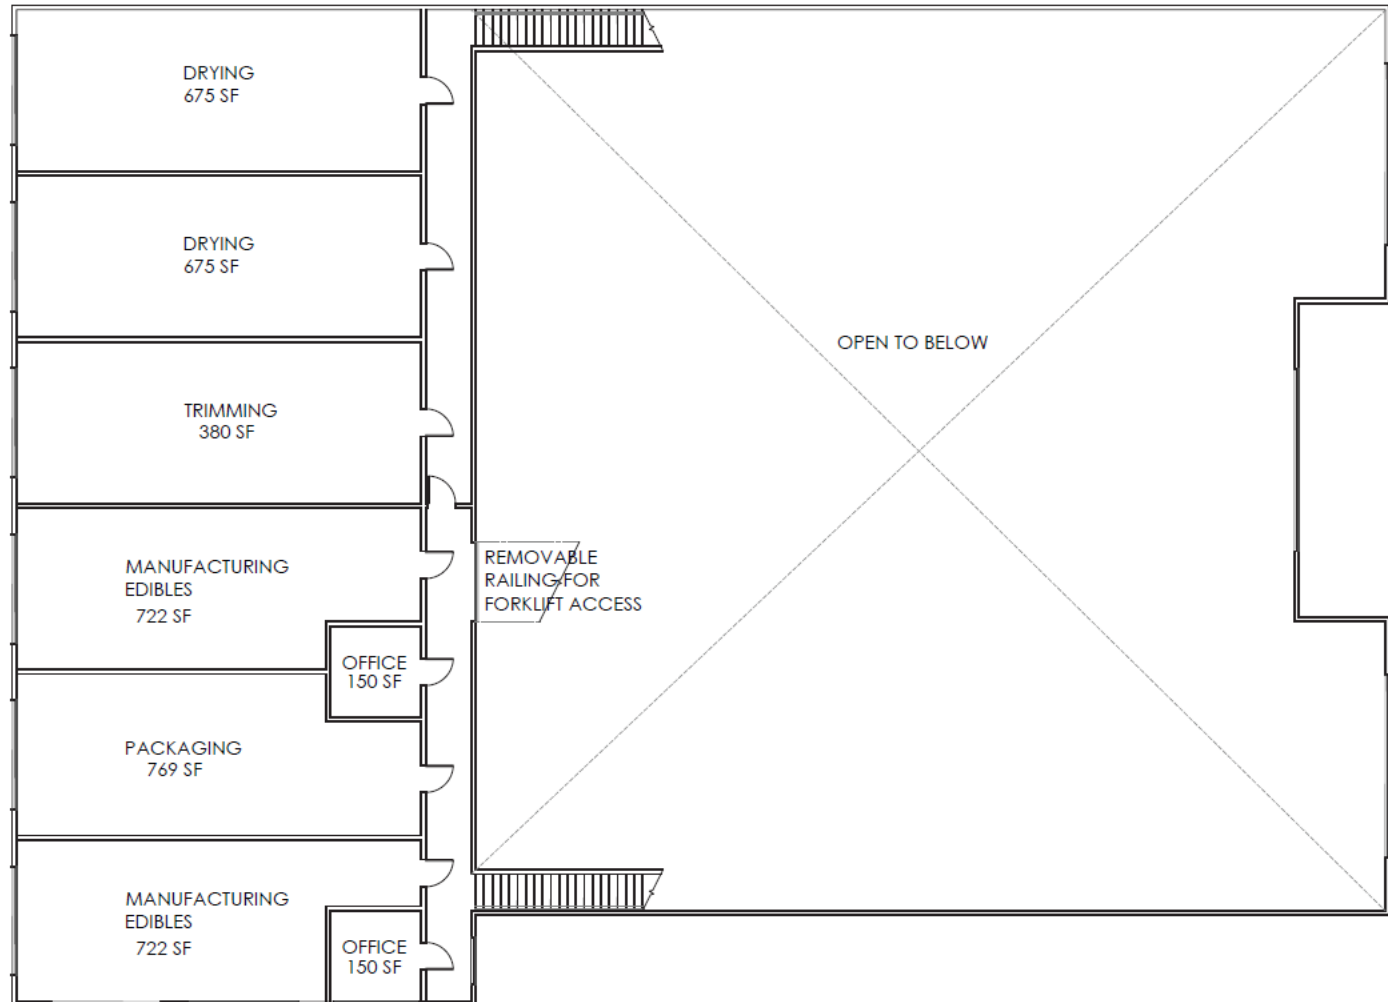 DRYING
675 SF
DRYING
675 SF
OPEN TO BELOW
TRIMMING
380 SF
MANUFACTURING
EDIBLES
722 SF
REMOVABLE
RAILING FOR
FORKLIFT ACCESS
OFFICE
150 SF
PACKAGING
769 SF
MANUFACTURING
EDIBLES
722 SF
OFFICE
150 SF